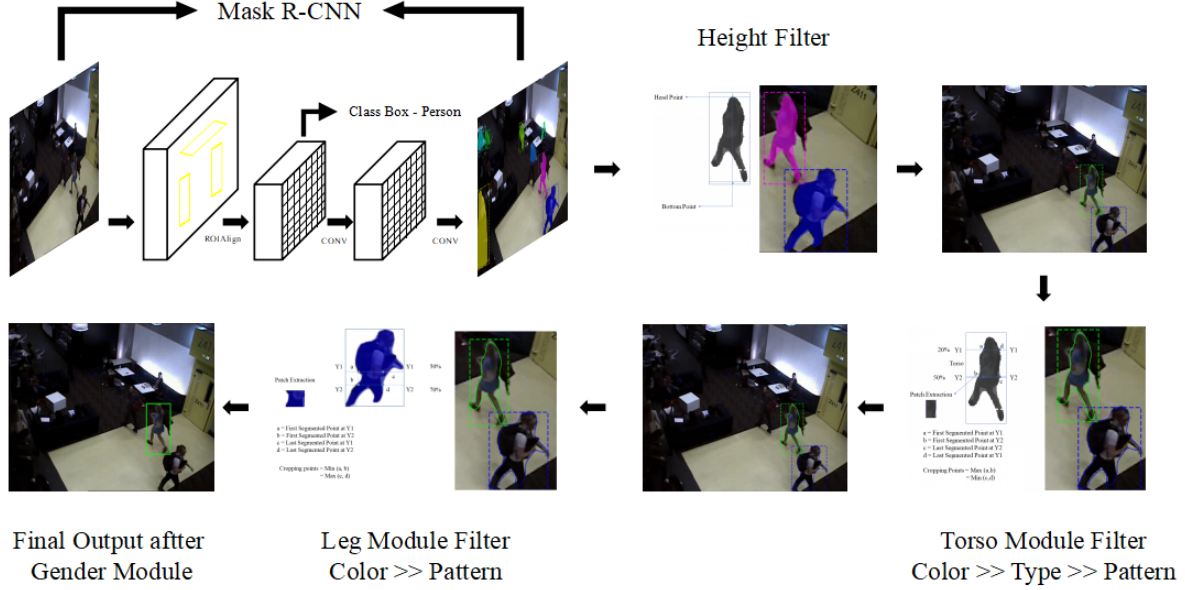 Mask R-CNN
Height Filter
Class Box - Person
ROIAlign
CONV
CONV
Head Point
Bottom Point
Patch Extraction
Y1
a
Y1
50%
b
c
Y2
d
Y2
70%
a = First Segmented Point at Y1
b = First Segmented Point at Y2
c = Last Segmented Point at Y1
d = Last Segmented Point at Y2
Cropping points = Min (a, b)
= Max (c, d)
20%
Y1
a
d
Y1
Torso
b
c
50%
Y2
Y2
Patch Extraction
a = First Segmented Point at Y1
b = First Segmented Point at Y2
c = Last Segmented Point at Y1
d = Last Segmented Point at Y2
Cropping Points = Max (a,b)
= Min (c,d)
Final Output after
Gender Module
Leg Module Filter
Color >> Pattern
Torso Module Filter
Color >> Type >> Pattern